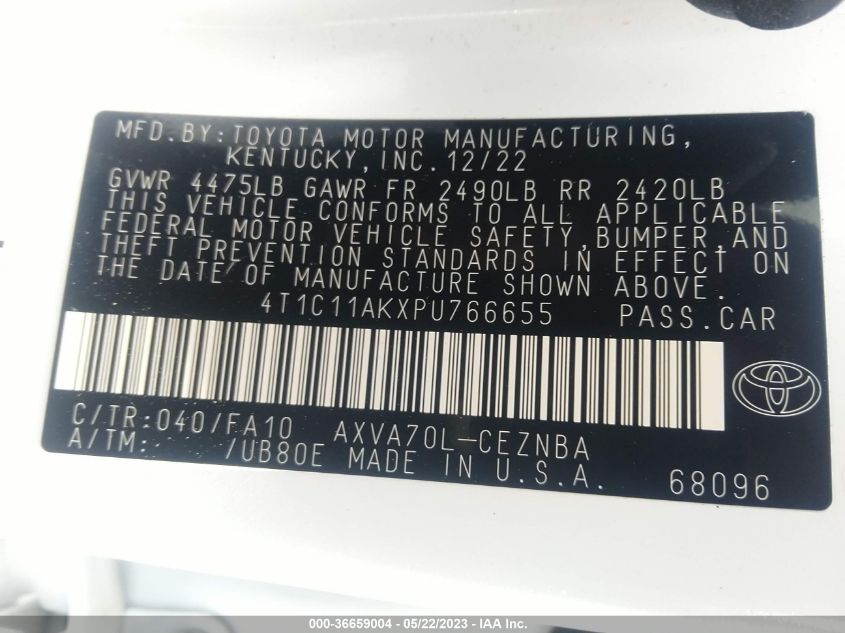 MFD.BY:TOYOTA MOTOR MANUFACTURING,
KENTUCKY,INC.12/22
GVWR 4475LB GAWR FR 2490LB RR 2420LB
THIS VEHICLE CONFORMS TO ALL APPLICABLE
FEDERAL MOTOR VEHICLE SAFETY,BUMPER,AND
THEFT PREVENTION STANDARDS IN EFFECT ON
THE DATE OF MANUFACTURE SHOWN ABOVE.
4T1C11AKXPU766655 PASS.CAR
C/TR:040/FA10 AXVA70L-CEZNBA
A/TM: /UB80E MADE IN U.S.A. 68096
000-36659004 - 05/22/2023 - IAA Inc.